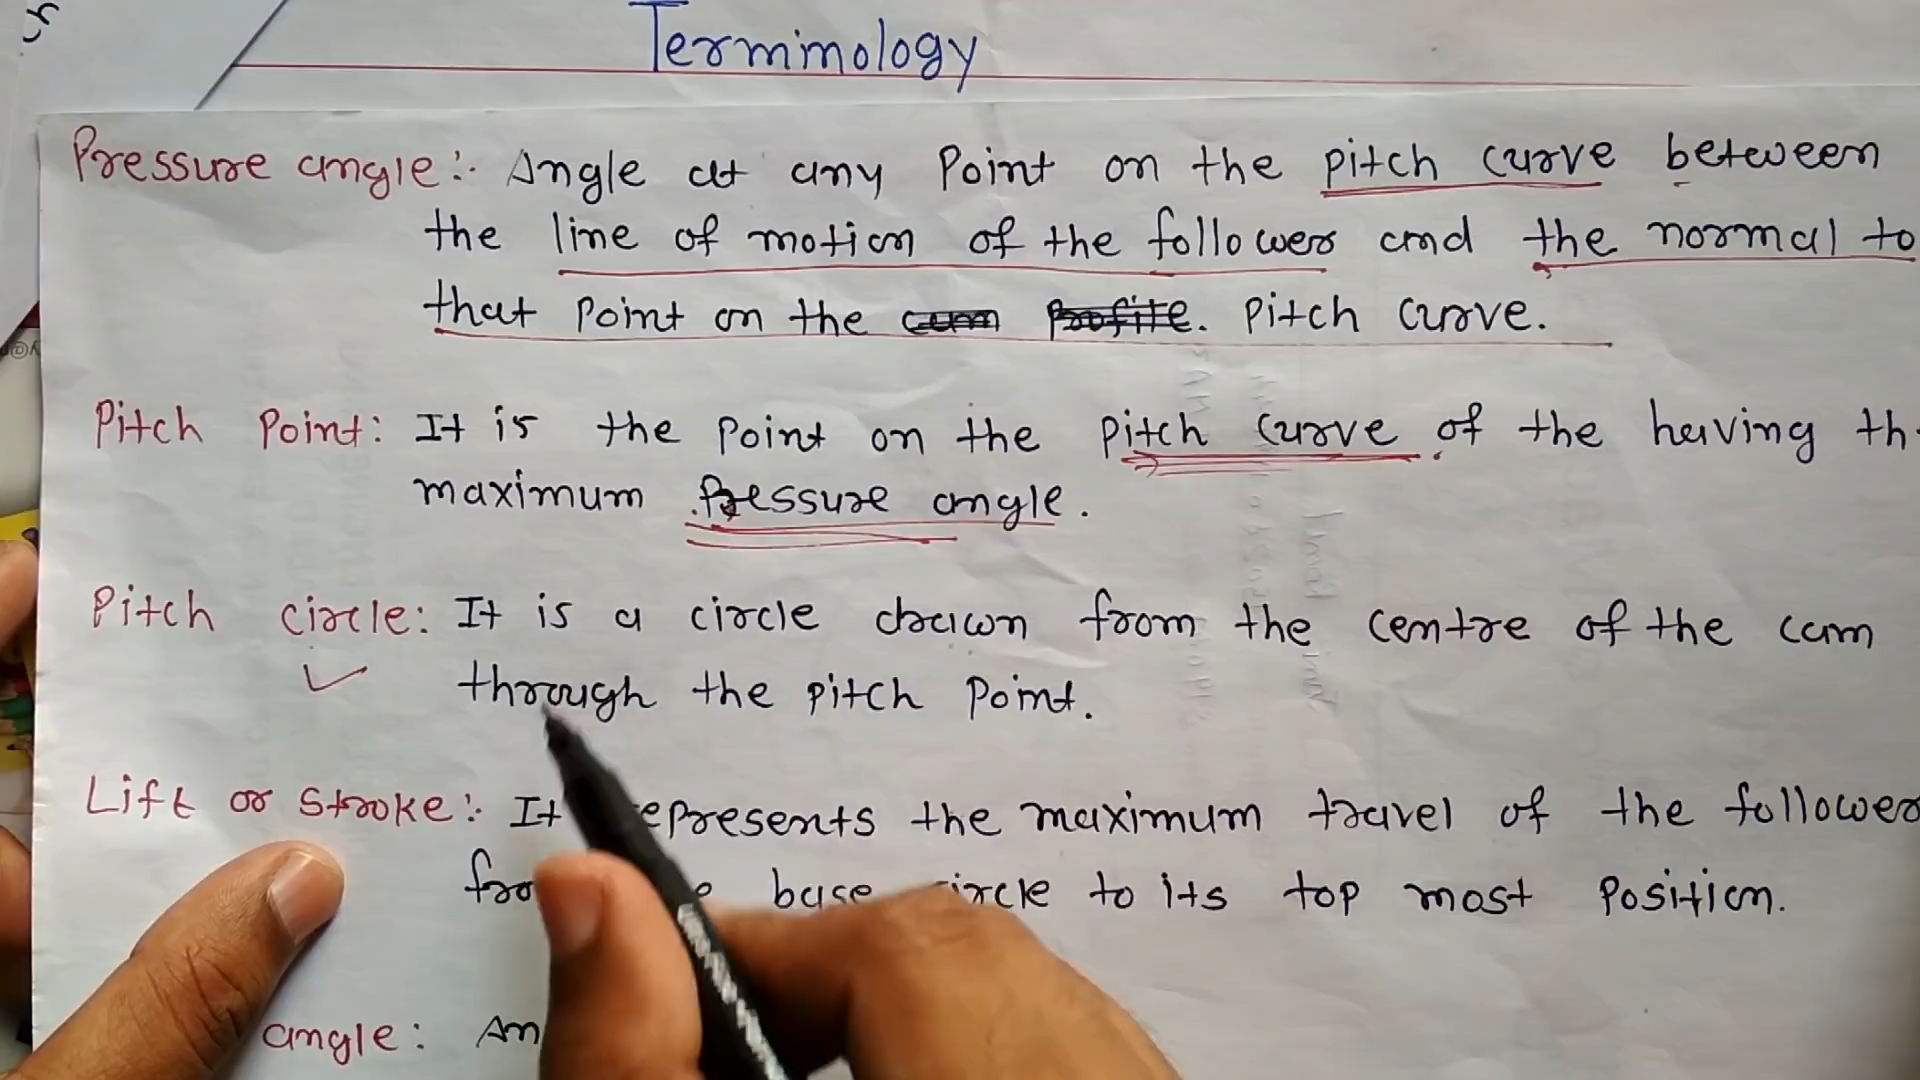 Terminology
Pressure angle:- Angle at any Point on the pitch curve between
the line of motion of the follower and the normal to
that Point on the cam Profile. Pitch curve.
Pitch Point: It is the Point on the Pitch curve of the having th
maximum Pressure angle.
Pitch circle: It is a circle drawn from the centre of the cam
through the pitch Point.
Lift or Stroke:- It epresents the maximum travel of the follower
fro e base ircle to its top most Position.
angle: An